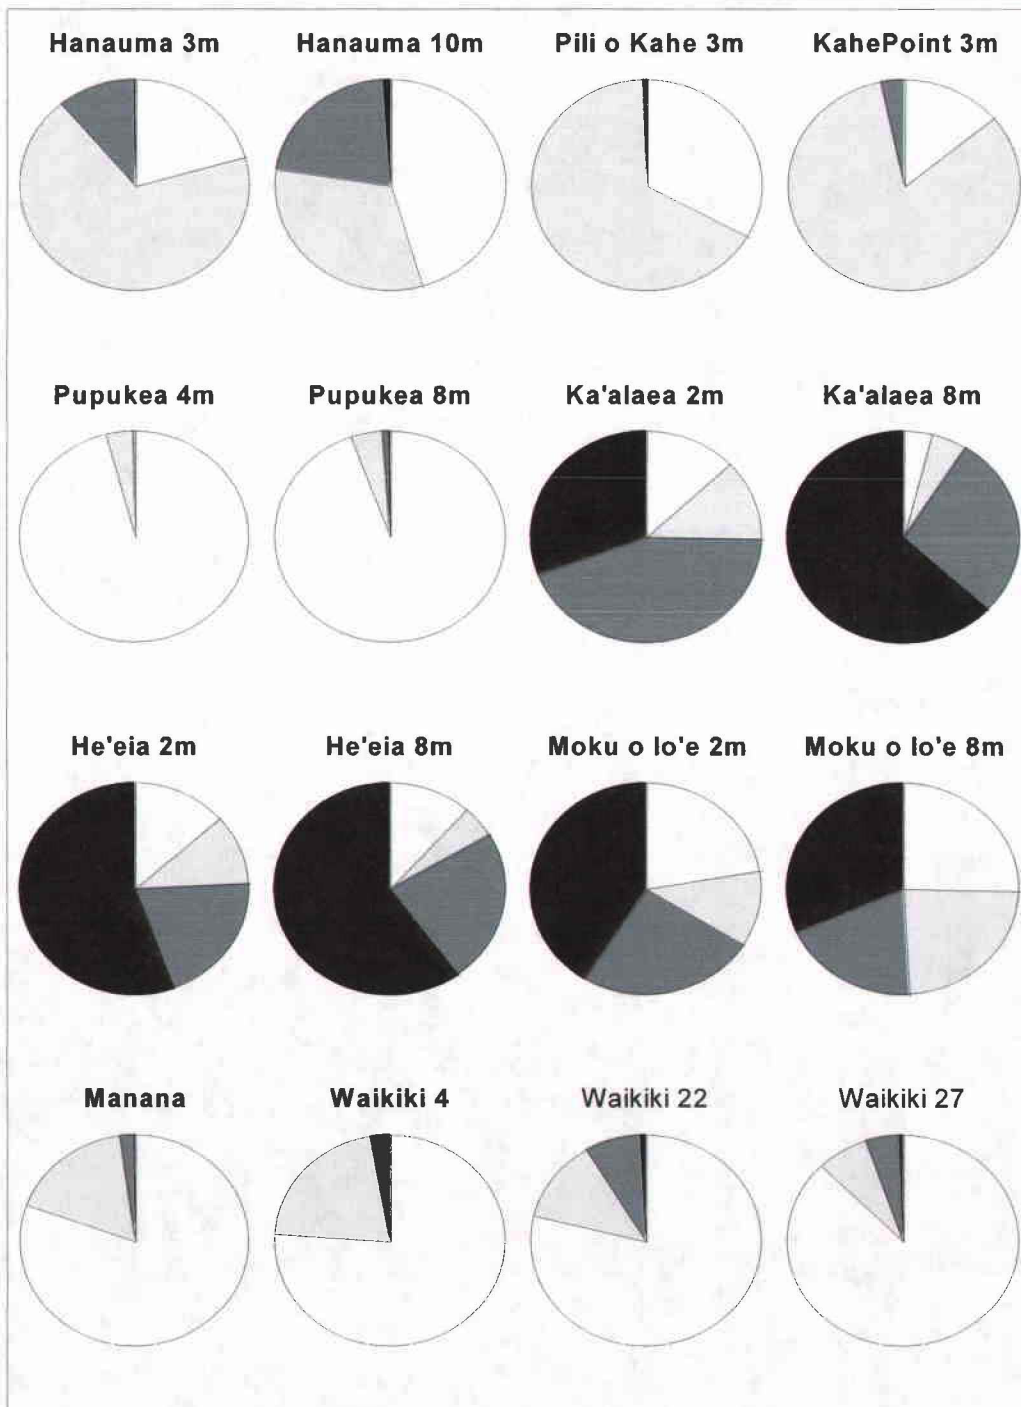 Hanauma 3m Hanauma 10m Pili o Kahe 3m KahePoint 3m
Pupukea 4m Pupukea 8m Ka'alaea 2m Ka'alaea 8m
He'eia 2m He'eia 8m Moku o lo'e 2m Moku o lo'e 8m
Manana Waikiki 4 Waikiki 22 Waikiki 27